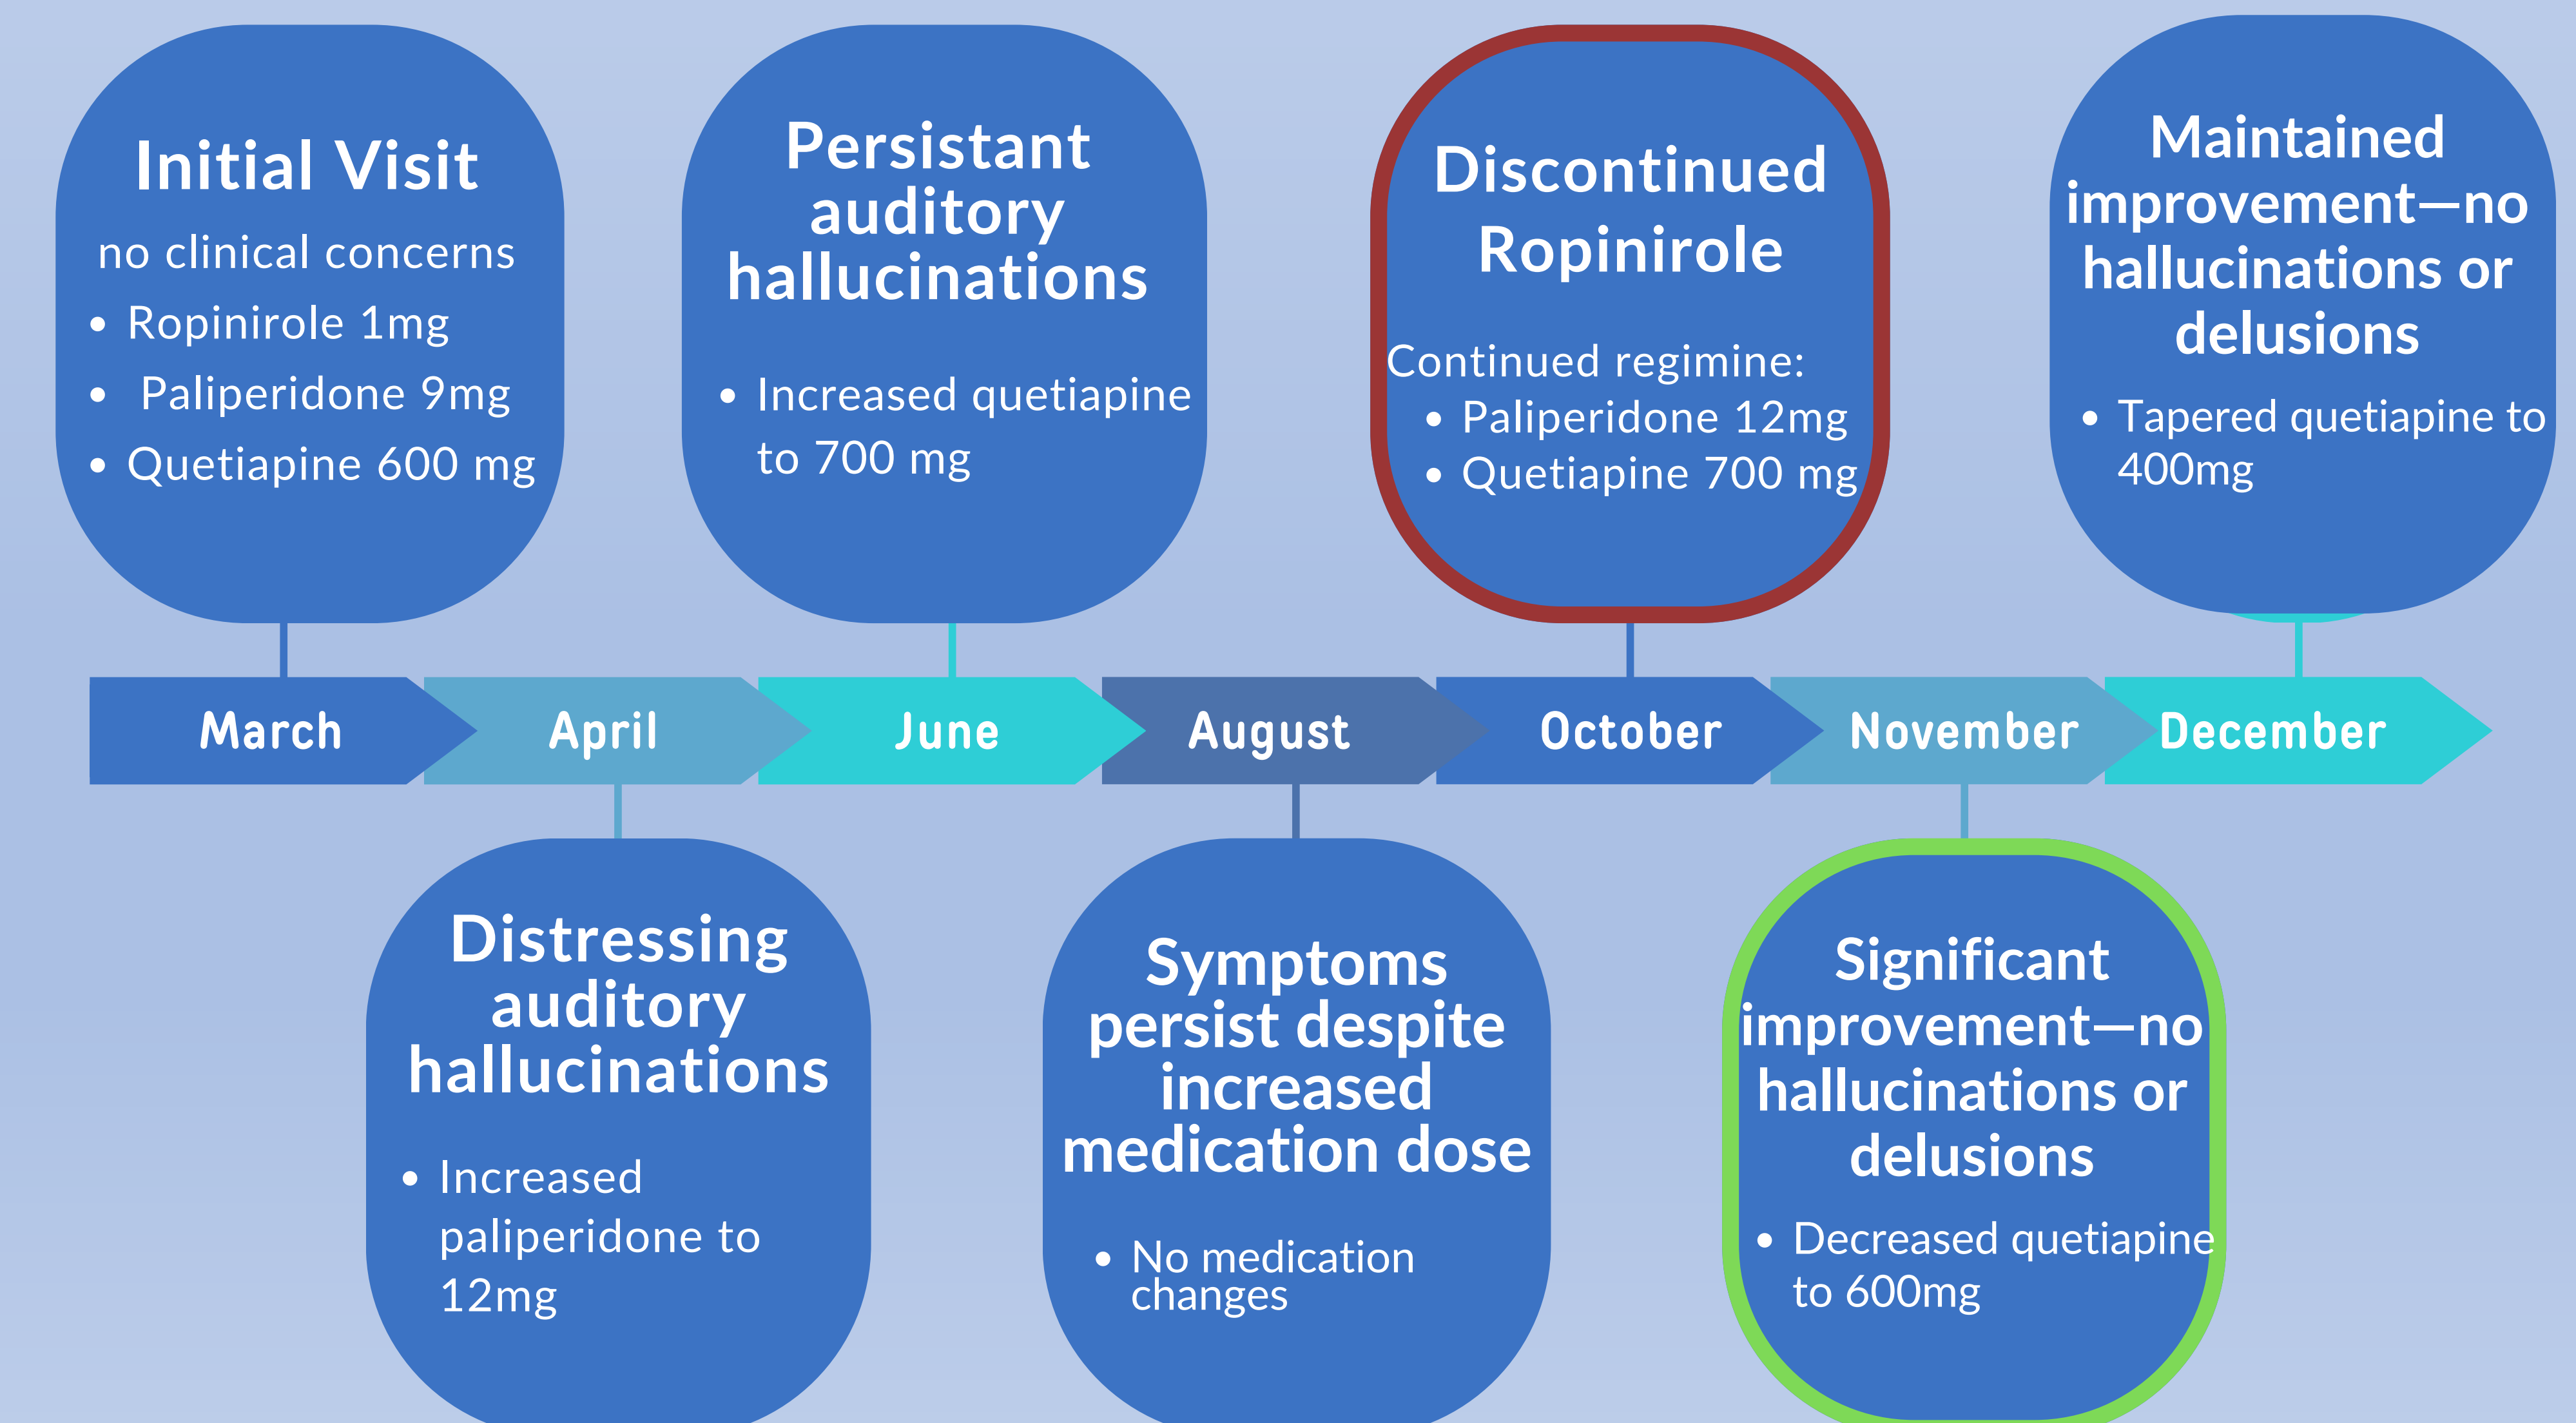 Initial Visit
no clinical concerns
• Ropinirole 1mg
• Paliperidone 9mg
• Quetiapine 600 mg
Persistant
auditory
hallucinations
• Increased quetiapine
to 700 mg
Discontinued
Ropinirole
Continued regimine:
• Paliperidone 12mg
• Quetiapine 700 mg
Maintained
improvement—no
hallucinations or
delusions
• Tapered quetiapine to
400mg
March
April
June
August
October
November
December
Distressing
auditory
hallucinations
• Increased
paliperidone to
12mg
Symptoms
persist despite
increased
medication dose
• No medication
changes
Significant
improvement—no
hallucinations or
delusions
• Decreased quetiapine
to 600mg